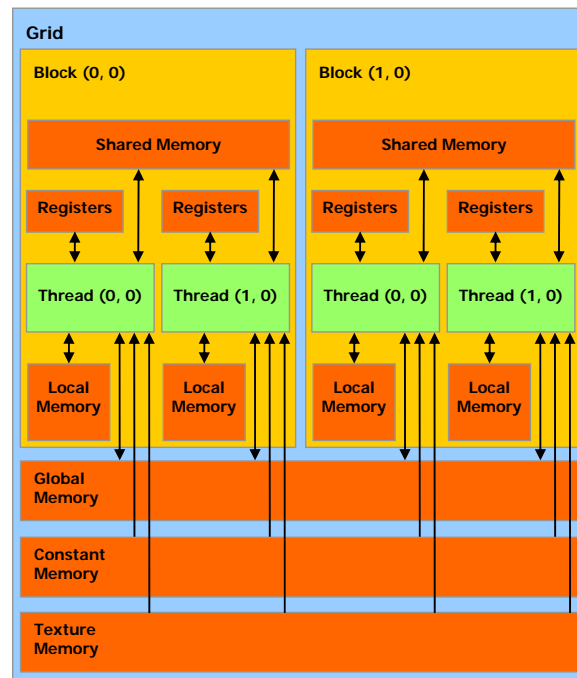 Grid
Block (0, 0)
Block (1, 0)
Shared Memory
Shared Memory
Registers
Registers
Registers
Registers
Thread (0, 0)
Thread (1, 0)
Thread (0, 0)
Thread (1, 0)
Local
Memory
Local
Memory
Local
Memory
Local
Memory
Global
Memory
Constant
Memory
Texture
Memory